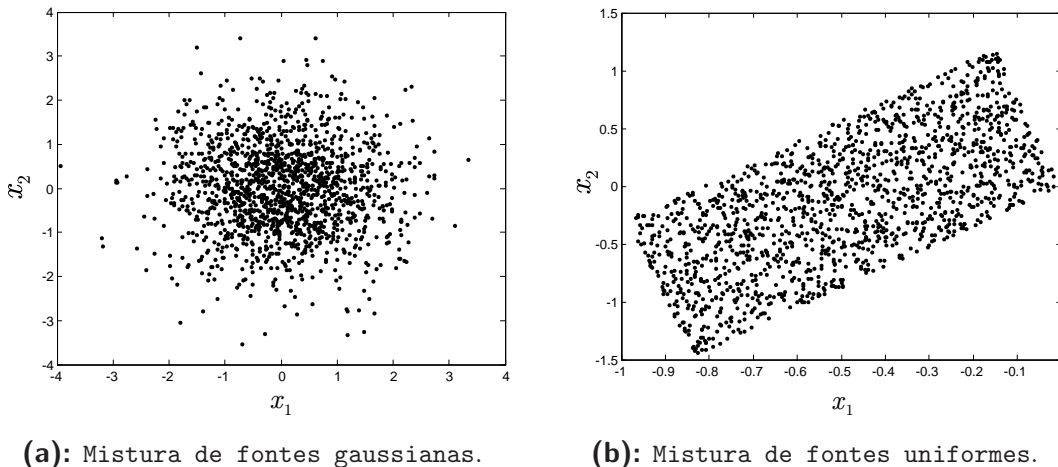 4
3
2
1
0
-1
-2
-3
-4
x2
-4 -3 -2 -1 0 1 2 3 4
x1
(a): Mistura de fontes gaussianas.
1.5
1
0.5
0
-0.5
-1
-1.5
x2
-1 -0.9 -0.8 -0.7 -0.6 -0.5 -0.4 -0.3 -0.2 -0.1
x1
(b): Mistura de fontes uniformes.